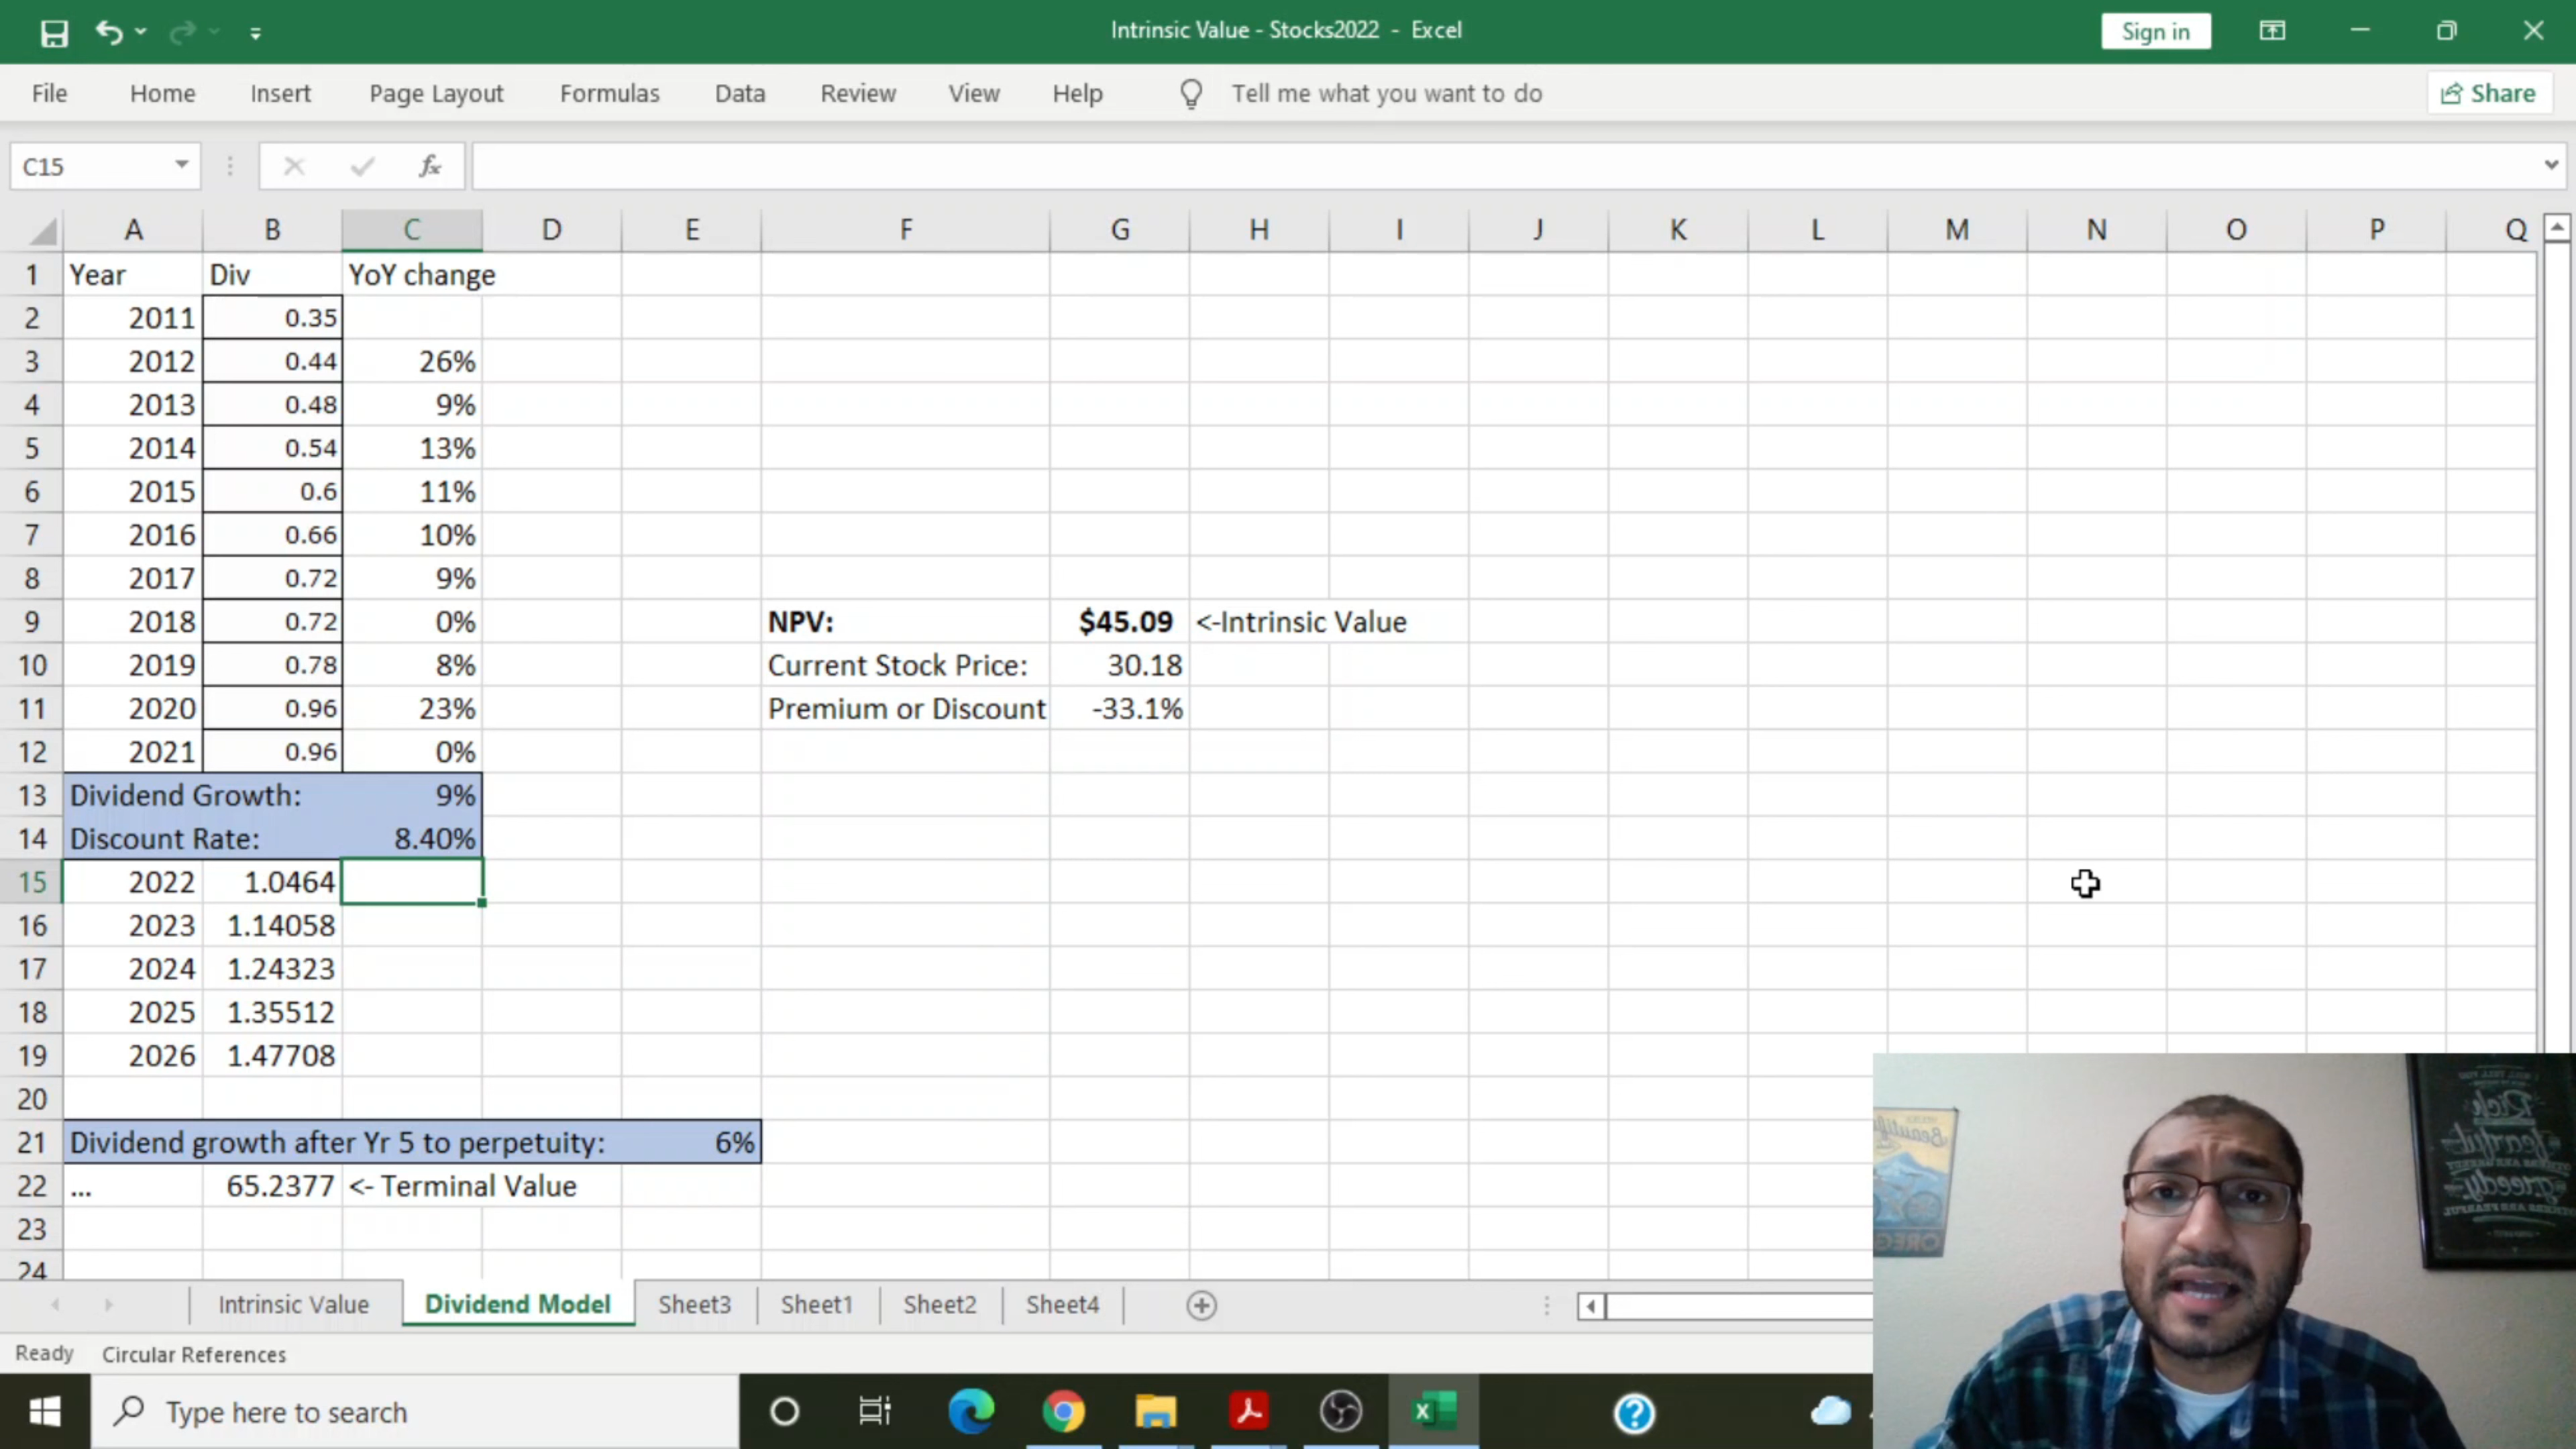 Intrinsic Value - Stocks2022 - Excel
Sign in
File Home Insert Page Layout Formulas Data Review View Help Tell me what you want to do Share
C15 fx
A B C D E F G H I J K L M N O P Q
1 Year Div YoY change
2 2011 0.35
3 2012 0.44 26%
4 2013 0.48 9%
5 2014 0.54 13%
6 2015 0.6 11%
7 2016 0.66 10%
8 2017 0.72 9%
9 2018 0.72 0% NPV: $45.09 <-Intrinsic Value
10 2019 0.78 8% Current Stock Price: 30.18
11 2020 0.96 23% Premium or Discount -33.1%
12 2021 0.96 0%
13 Dividend Growth: 9%
14 Discount Rate: 8.40%
15 2022 1.0464
16 2023 1.14058
17 2024 1.24323
18 2025 1.35512
19 2026 1.47708
20
21 Dividend growth after Yr 5 to perpetuity: 6%
22 ... 65.2377 <- Terminal Value
23
24
Intrinsic Value Dividend Model Sheet3 Sheet1 Sheet2 Sheet4
Ready Circular References
Type here to search
Beautiful
OREG
Rich
fearful
greedy